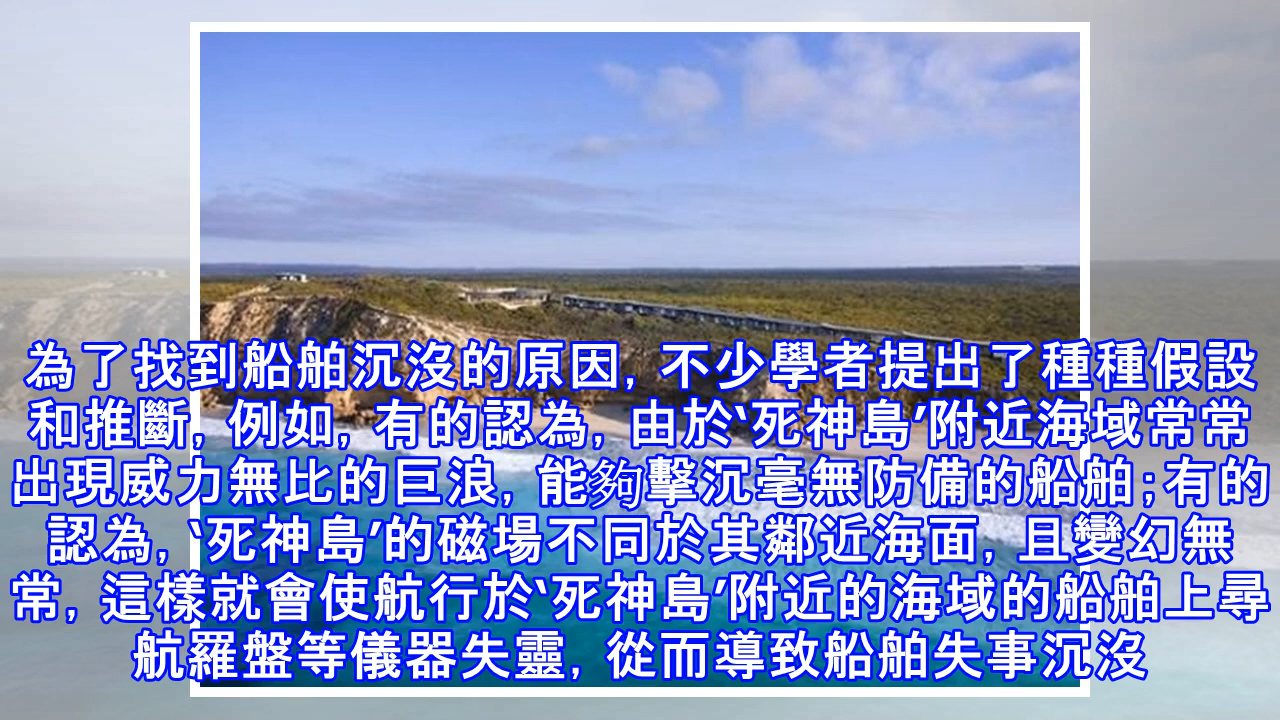 為了找到船舶沉沒的原因, 不少學者提出了種種假設
和推斷, 例如, 有的認為, 由於‘死神島’附近海域常常
出現威力無比的巨浪, 能夠擊沉毫無防備的船舶;有的
認為, ‘死神島’的磁場不同於其鄰近海面, 且變幻無
常, 這樣就會使航行於‘死神島’附近的海域的船舶上尋
航羅盤等儀器失靈, 從而導致船舶失事沉沒